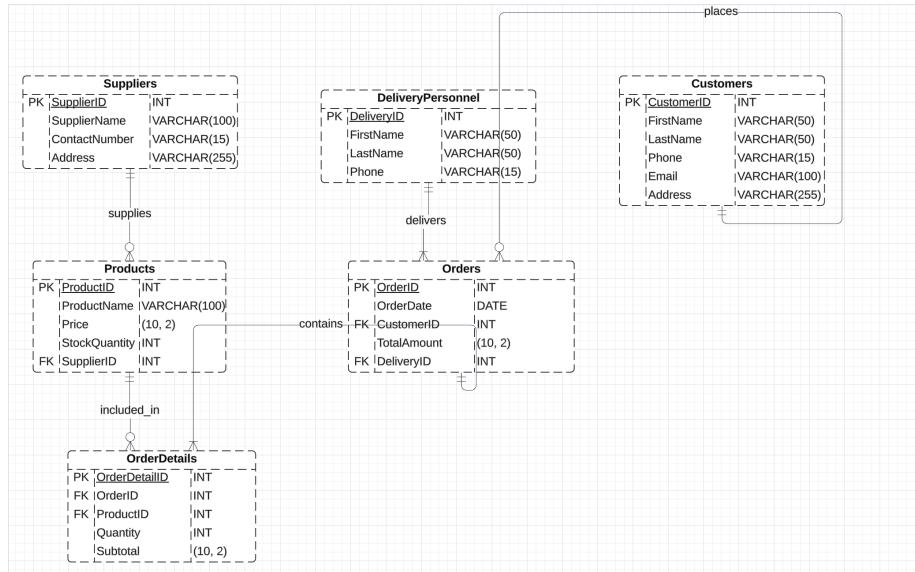 places
Suppliers
PK SupplierID INT
SupplierName VARCHAR(100)
ContactNumber VARCHAR(15)
Address VARCHAR(255)
DeliveryPersonnel
PK DeliveryID INT
FirstName VARCHAR(50)
LastName VARCHAR(50)
Phone VARCHAR(15)
Customers
PK CustomerID INT
FirstName VARCHAR(50)
LastName VARCHAR(50)
Phone VARCHAR(15)
Email VARCHAR(100)
Address VARCHAR(255)
supplies
delivers
Products
PK ProductID INT
ProductName VARCHAR(100)
Price (10, 2)
StockQuantity INT
FK SupplierID INT
contains
Orders
PK OrderID INT
OrderDate DATE
FK CustomerID INT
TotalAmount (10, 2)
FK DeliveryID INT
included_in
OrderDetails
PK OrderDetailID INT
FK OrderID INT
FK ProductID INT
Quantity INT
Subtotal (10, 2)